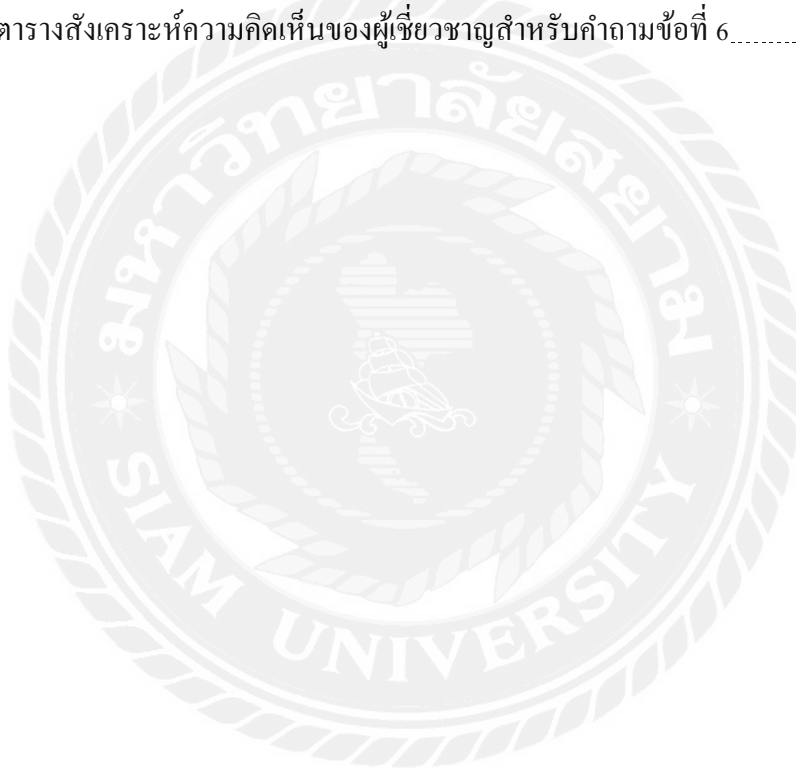 ตารางสังเคราะห์ความคิดเห็นของผู้เชี่ยวชาญสำหรับคำถามข้อที่ 6
มหาวิทยาลัยสยาม
SIAM UNIVERSITY